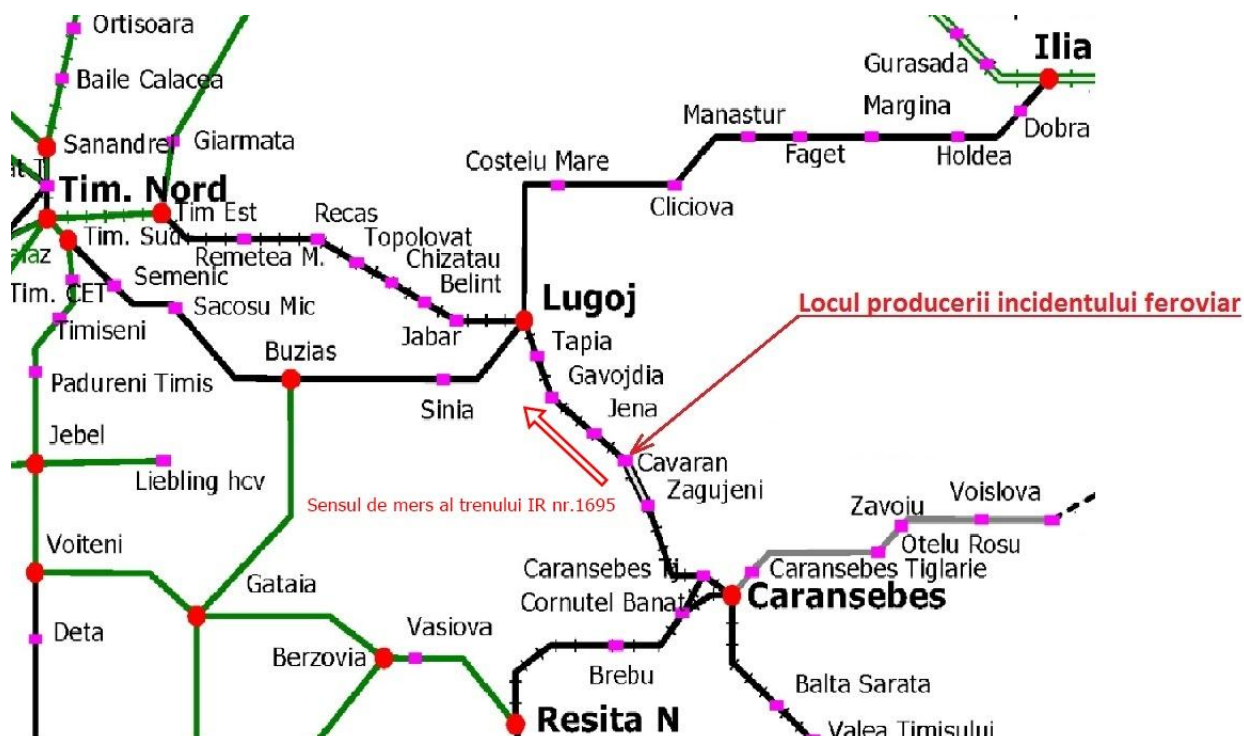 Ortisoara
Ilia
Gurasada
Baile Calacea
Manastur
Margina
Dobra
Sanandrei
Giarmata
Faget
Holdea
Costeiu Mare
Tim. Nord
Cliciova
Tim Est
Recas
Tim. Sud
Topolovat
Remetea M.
Chizatau
Semenic
Belint
Lugoj
Locul producerii incidentului feroviar
Tim. CET
Sacosu Mic
Timiseni
Jabar
Tapia
Buzias
Gavojdia
Padureni Timis
Sinia
Jena
Jebel
Cavaran
Liebling hcv
Zagujeni
Sensul de mers al trenului IR nr.1695
Voislova
Zavoiu
Voiteni
Otelu Rosu
Gataia
Caransebes Tj
Caransebes Tiglarie
Caransebes
Cornutel Banat
Deta
Vasiova
Berzovia
Brebu
Balta Sarata
Resita N
Valea Timisului